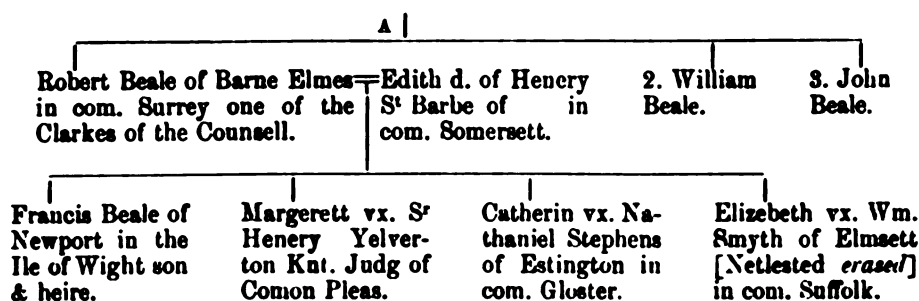 A
Robert Beale of Barne Elmes
in com. Surrey one of the
Clarkes of the Counsell.
Edith d. of Henery
Sᵗ Barbe of in
com. Somersett.
2. William
Beale.
3. John
Beale.
Francis Beale of
Newport in the
Ile of Wight son
& heire.
Margerett vx. Sʳ
Henery Yelver-
ton Knt. Judg of
Comon Pleas.
Catherin vx. Na-
thaniel Stephens
of Estington in
com. Gloster.
Elizebeth vx. Wm.
Smyth of Elmsett
[Netlested erased]
in com. Suffolk.